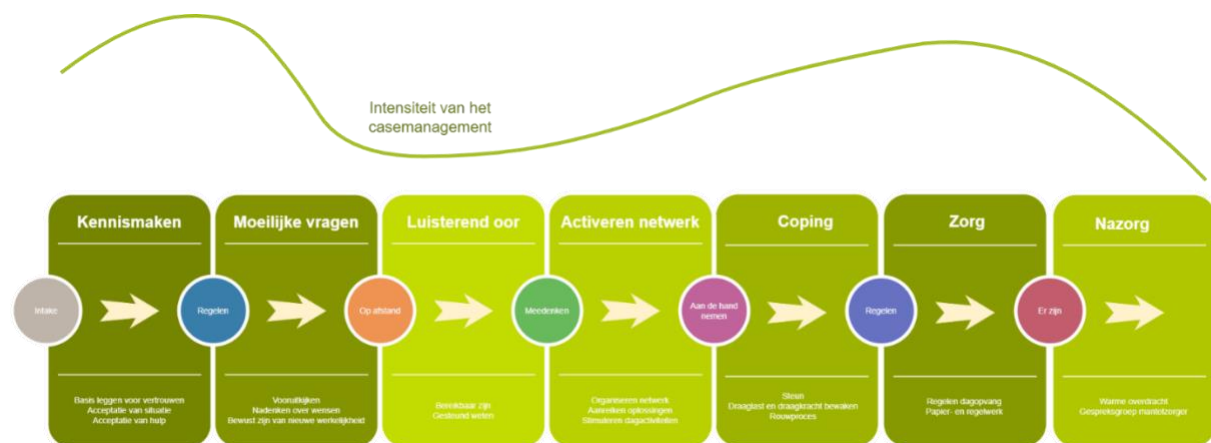 Intensiteit van het
casemanagement
Kennismaken
Moeilijke vragen
Luisterend oor
Activeren netwerk
Coping
Zorg
Nazorg
Intake
Regelen
Op afstand
Meedenken
Aan de hand
nemen
Regelen
Er zijn
Basis leggen voor vertrouwen
Acceptatie van situatie
Acceptatie van hulp
Vooruitkijken
Nadenken over wensen
Bewust zijn van nieuwe werkelijkheid
Bereikbaar zijn
Gesteund weten
Organiseren netwerk
Aanreiken oplossingen
Stimuleren dagactiviteiten
Steun
Draaglast en draagkracht bewaken
Rouwproces
Regelen dagopvang
Papier- en regelwerk
Warme overdracht
Gespreksgroep mantelzorger